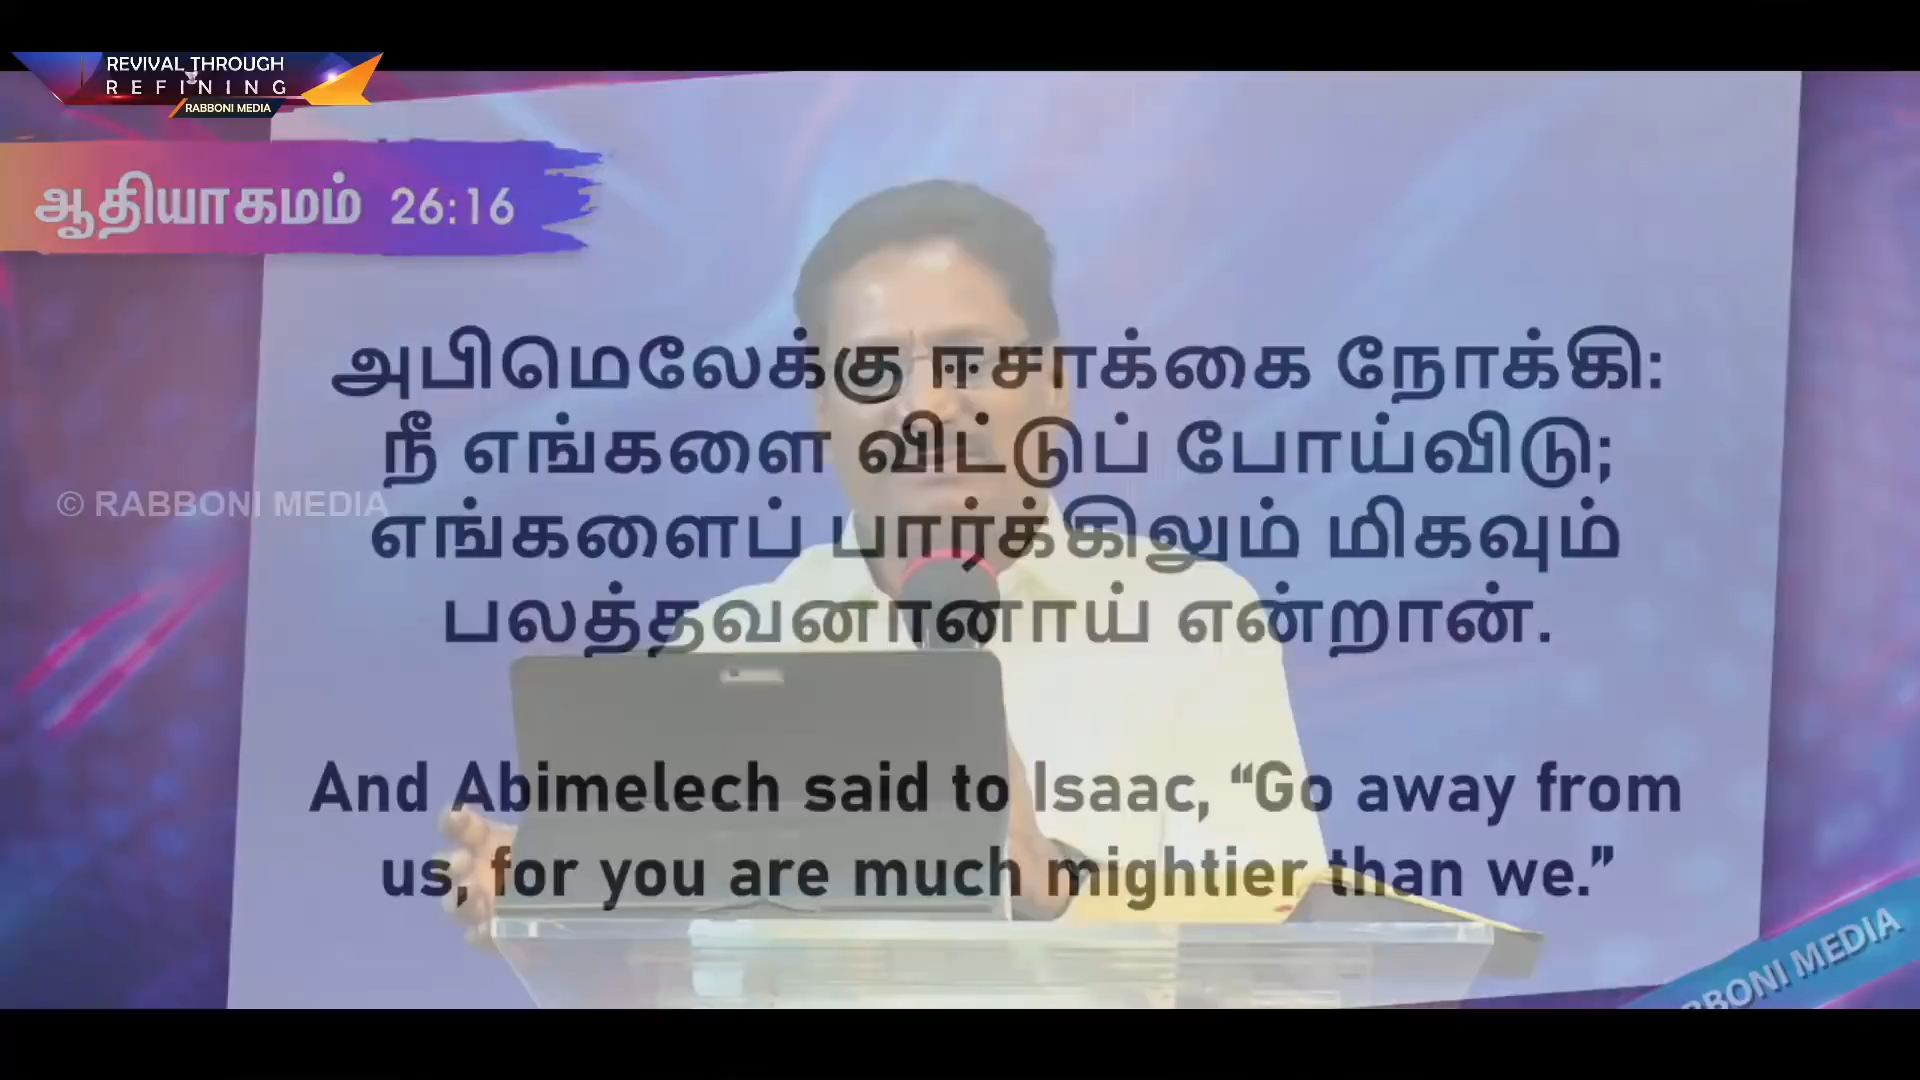 REVIVAL THROUGH
REFINING
RABBONI MEDIA
ஆதியாகமம் 26:16
அபிமெலேக்கு ஈசாக்கை நோக்கி:
நீ எங்களை விட்டுப் போய்விடு;
© RABBONI MEDIA
எங்களைப் பார்க்கிலும் மிகவும்
பலத்தவனானாய் என்றான்.
And Abimelech said to Isaac, “Go away from
us, for you are much mightier than we.”
BBONI MEDIA